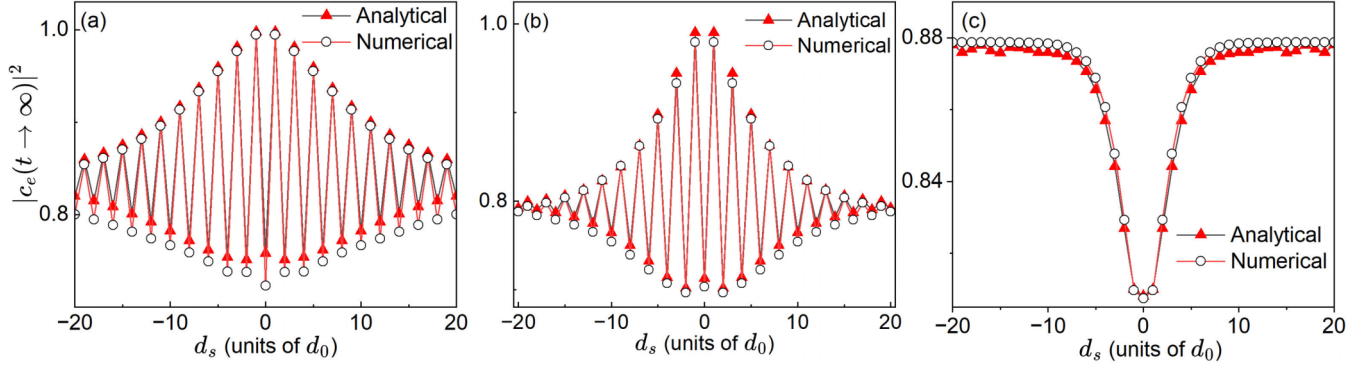 (a)
Analytical
Numerical
1.0
0.8
|c_e(t → ∞)|^2
−20 −10 0 10 20
d_s (units of d_0)
(b)
Analytical
Numerical
1.0
0.8
−20 −10 0 10 20
d_s (units of d_0)
(c)
0.88
0.84
Analytical
Numerical
−20 −10 0 10 20
d_s (units of d_0)